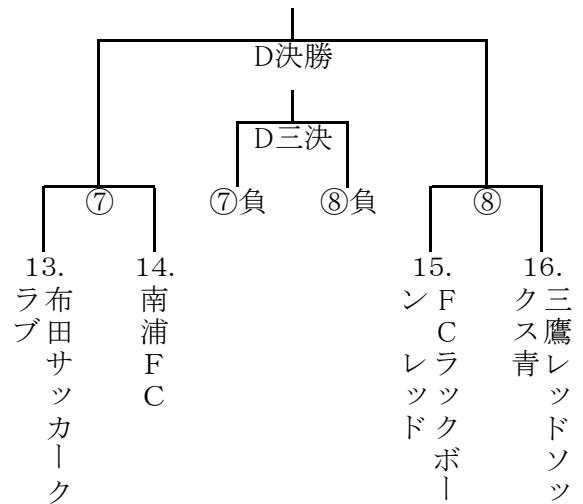 D決勝
D三決
⑦
⑦負
⑧負
⑧
13.
布田サッカーク
ラブ
14.
南浦FC
15.
FCラックボー
ン レッド
16.
三鷹レッドソッ
クス青